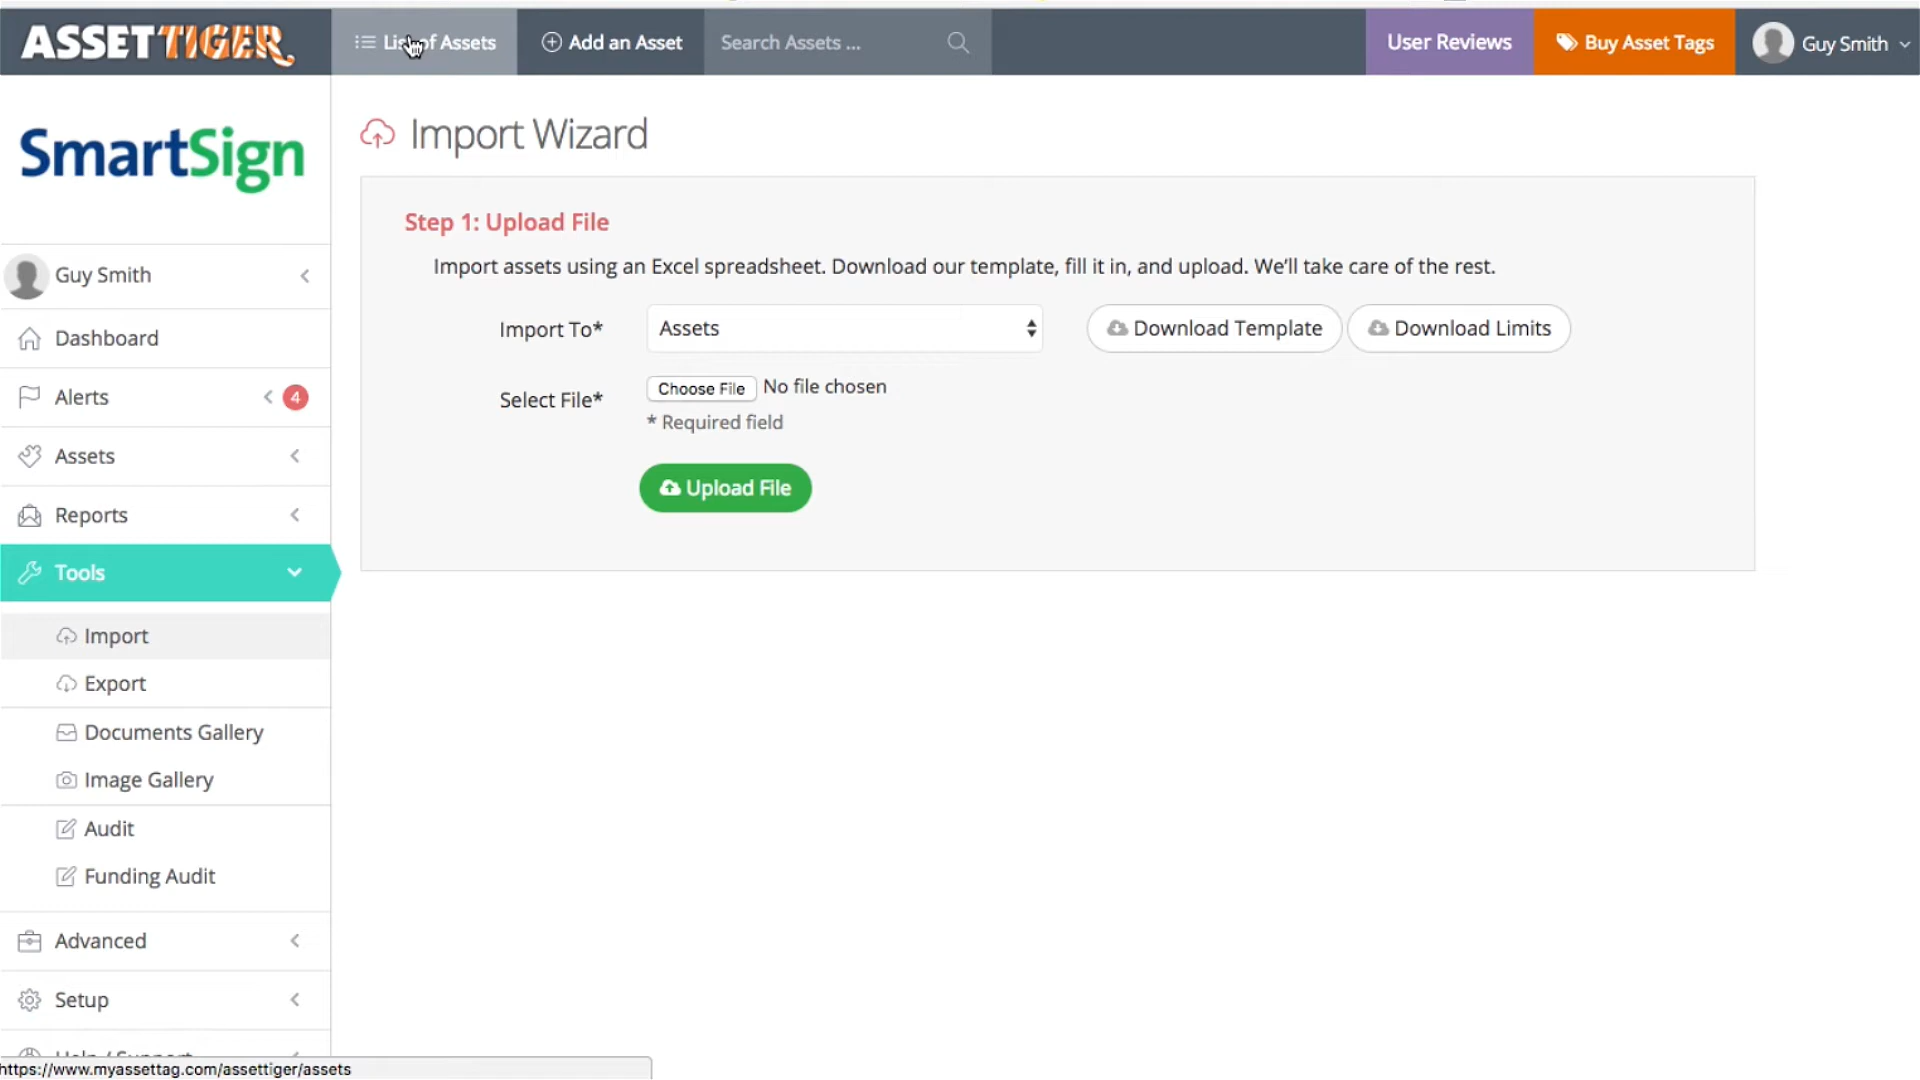 ASSETTIGER
List of Assets
Add an Asset
Search Assets ...
User Reviews
Buy Asset Tags
Guy Smith
SmartSign
Guy Smith
Dashboard
Alerts
4
Assets
Reports
Tools
Import
Export
Documents Gallery
Image Gallery
Audit
Funding Audit
Advanced
Setup
Help / Support
https://www.myassettag.com/assettiger/assets
Import Wizard
Step 1: Upload File
Import assets using an Excel spreadsheet. Download our template, fill it in, and upload. We'll take care of the rest.
Import To*
Assets
Download Template
Download Limits
Select File*
Choose File No file chosen
* Required field
Upload File